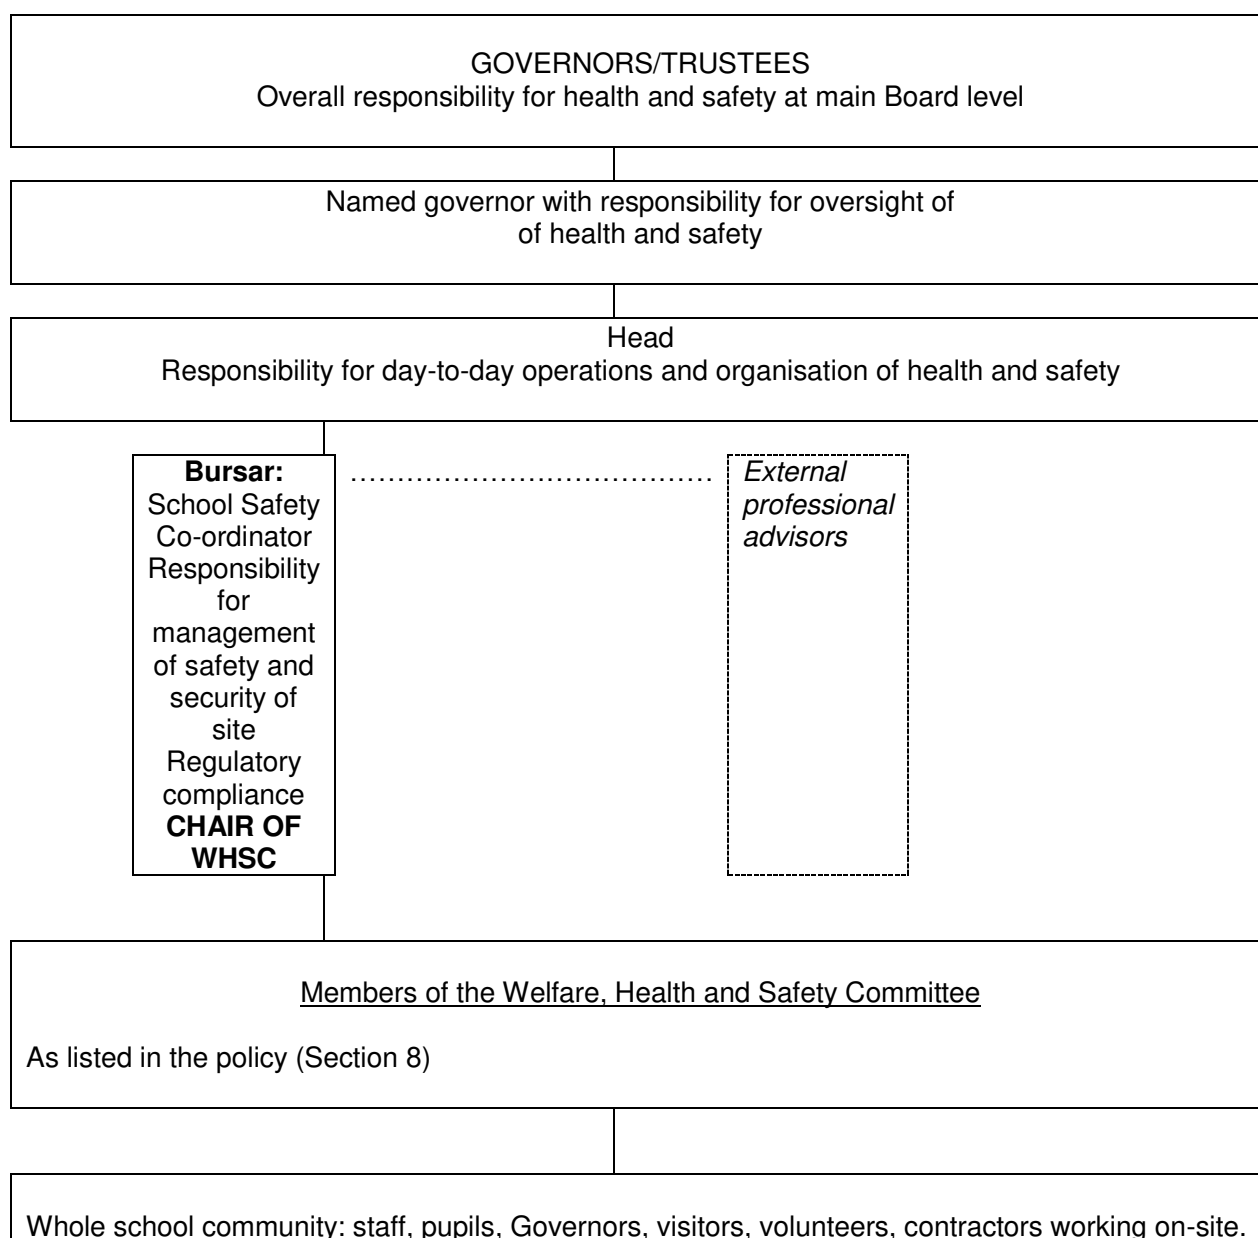 GOVERNORS/TRUSTEES
Overall responsibility for health and safety at main Board level
Named governor with responsibility for oversight of
of health and safety
Head
Responsibility for day-to-day operations and organisation of health and safety
Bursar:
School Safety
Co-ordinator
Responsibility
for
management
of safety and
security of
site
Regulatory
compliance
CHAIR OF
WHSC
…………………………………
External
professional
advisors
Members of the Welfare, Health and Safety Committee
As listed in the policy (Section 8)
Whole school community: staff, pupils, Governors, visitors, volunteers, contractors working on-site.